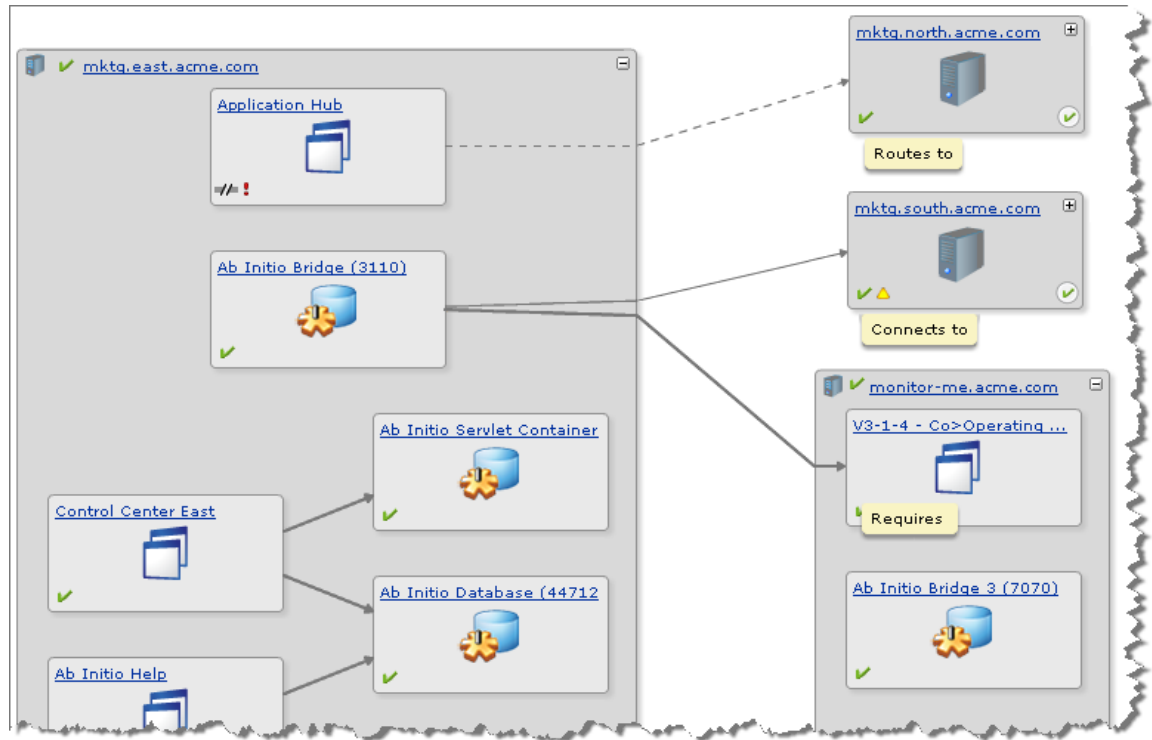 mktg.north.acme.com
mktg.east.acme.com
Application Hub
Routes to
mktg.south.acme.com
Ab Initio Bridge (3110)
Connects to
monitor-me.acme.com
Ab Initio Servlet Container
V3-1-4 - Co>Operating ...
Control Center East
Requires
Ab Initio Database (44712
Ab Initio Bridge 3 (7070)
Ab Initio Help